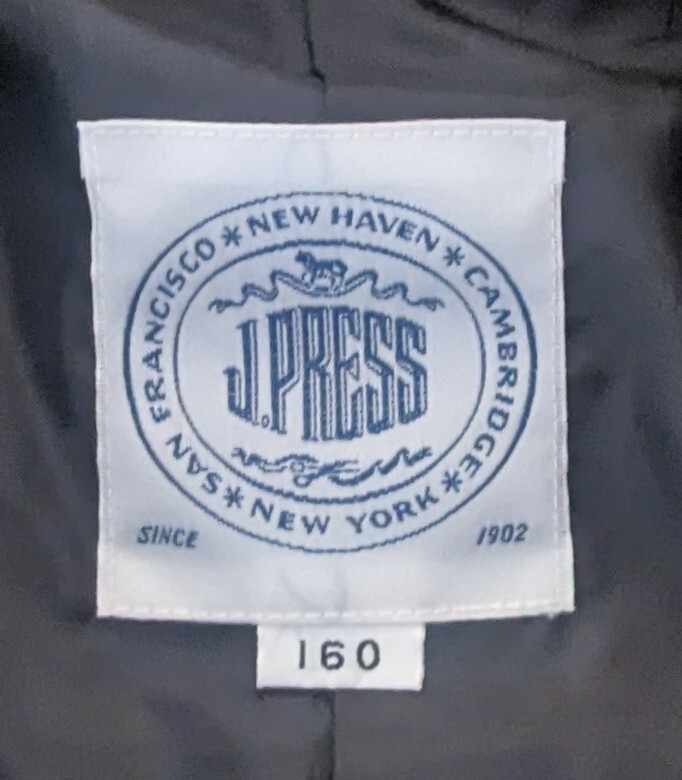 SAN FRANCISCO * NEW HAVEN * CAMBRIDGE * NEW YORK *
J.PRESS
SINCE 1902
160